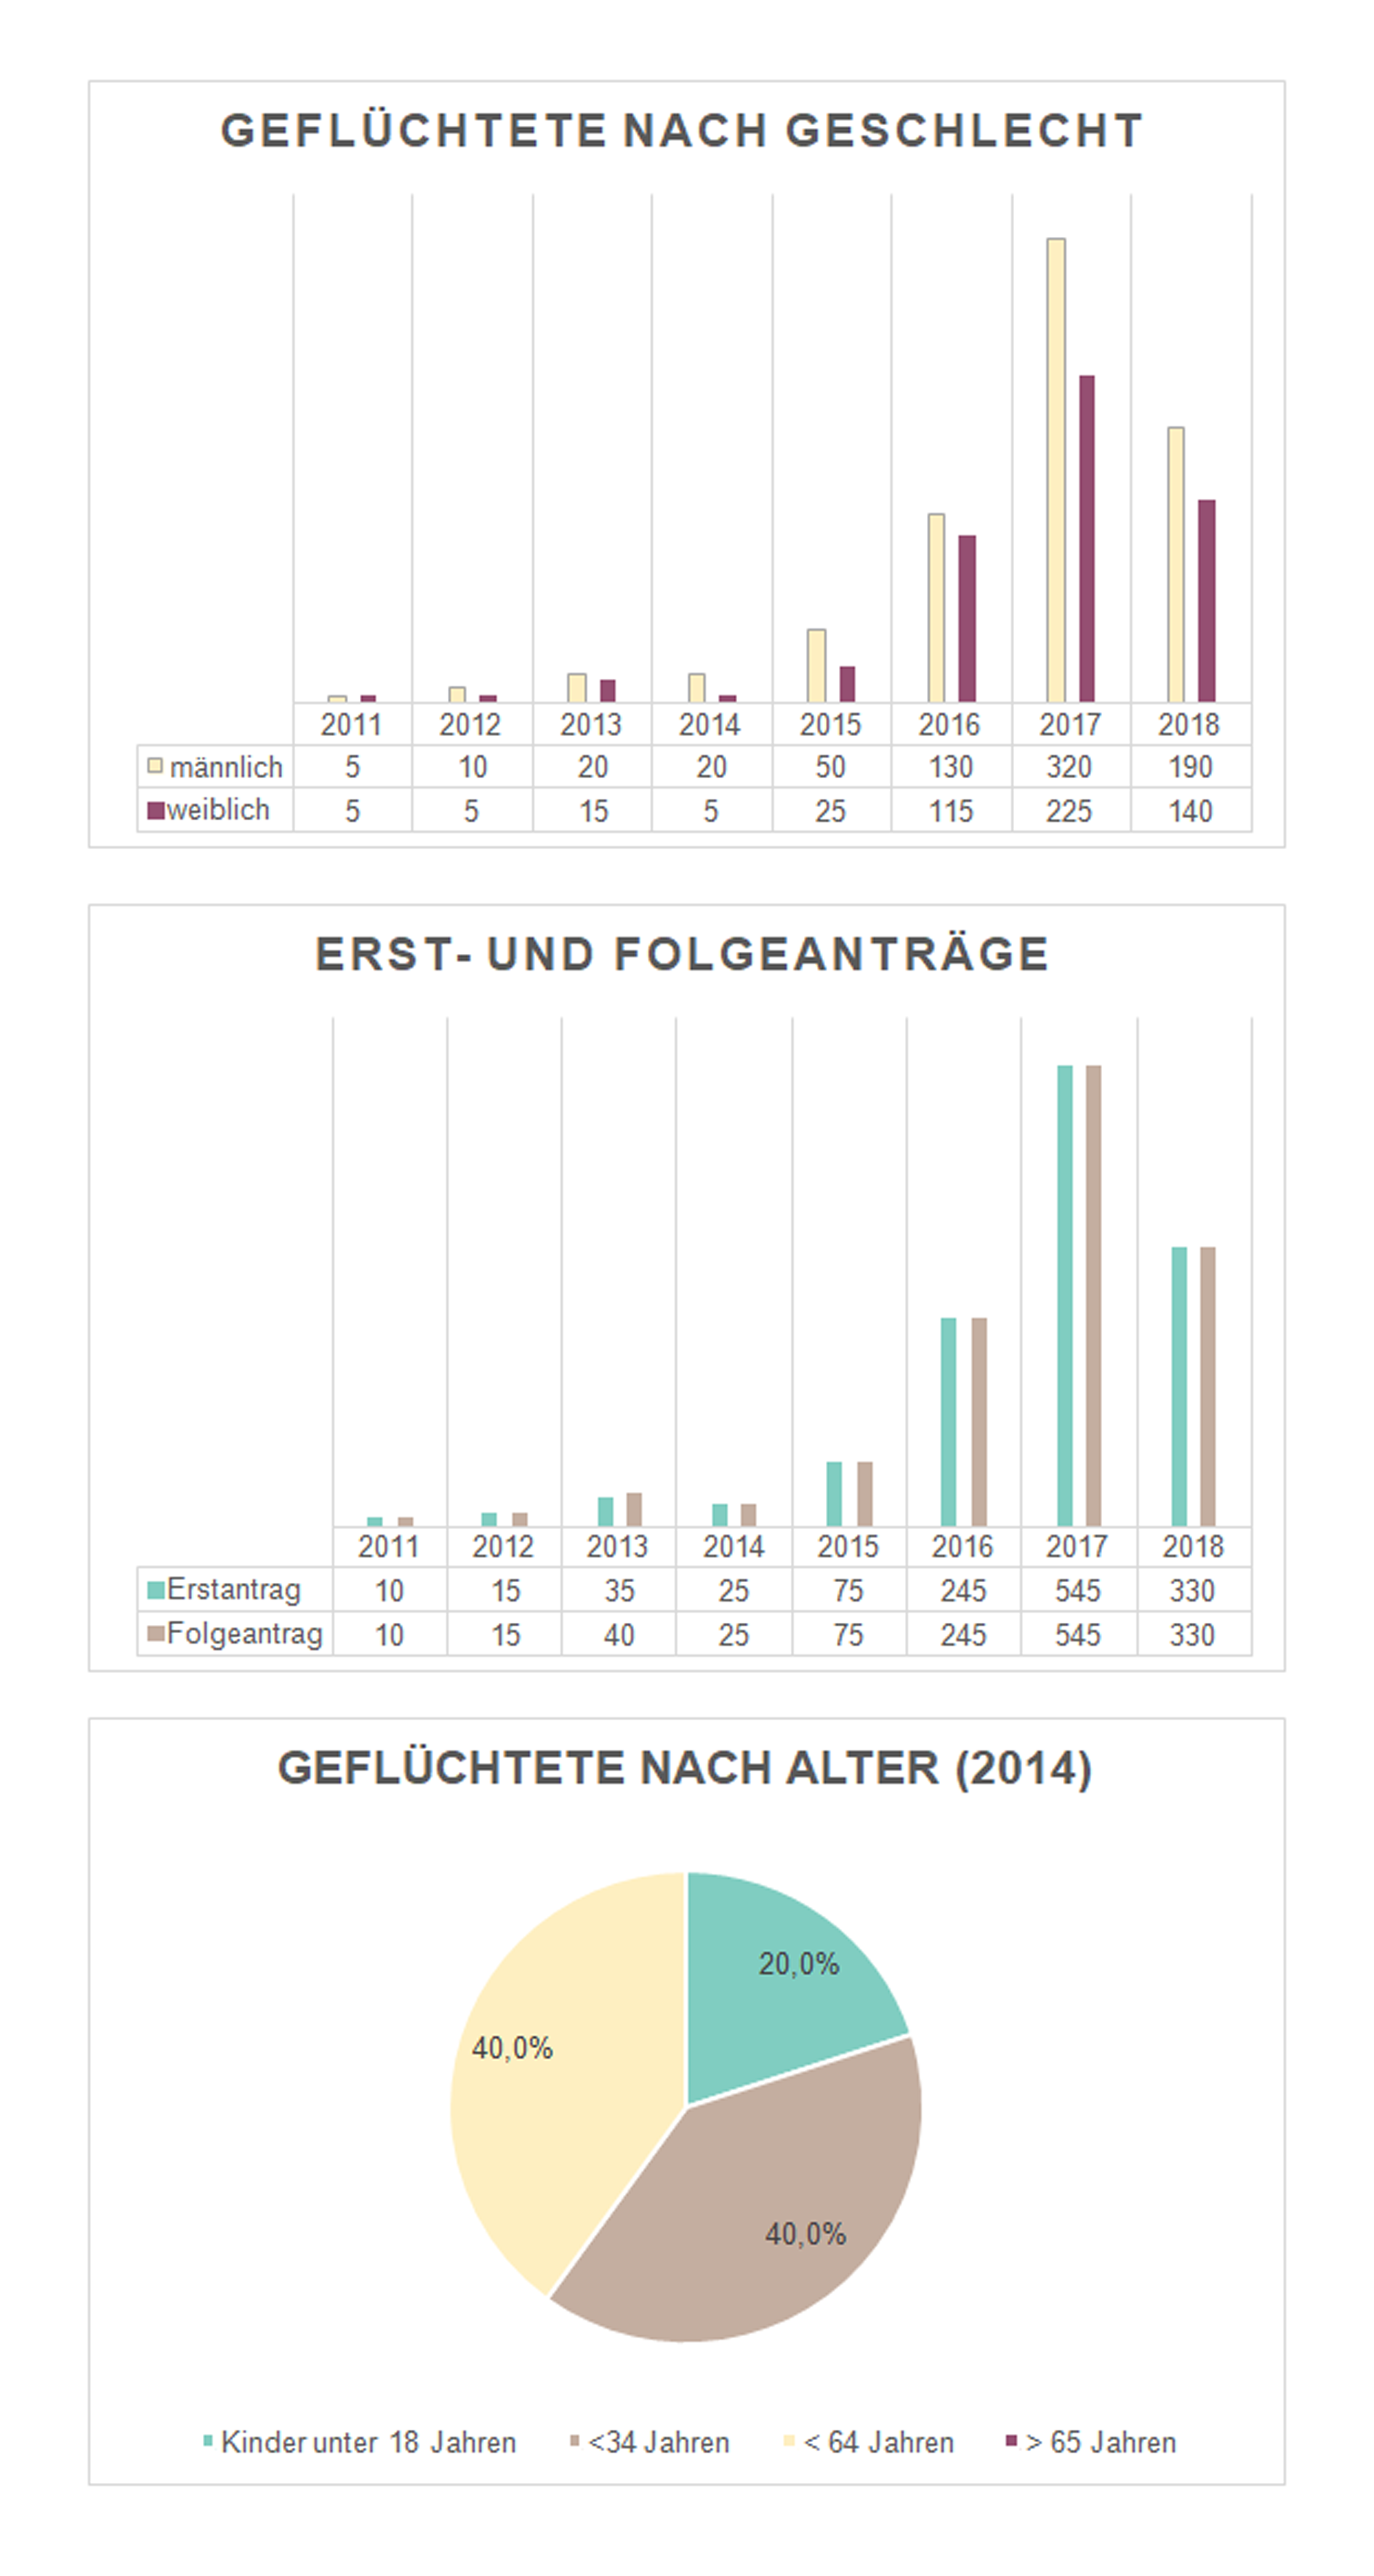 GEFLÜCHTETE NACH GESCHLECHT
2011 2012 2013 2014 2015 2016 2017 2018
männlich 5 10 20 20 50 130 320 190
weiblich 5 5 15 5 25 115 225 140
ERST- UND FOLGEANTRÄGE
2011 2012 2013 2014 2015 2016 2017 2018
Erstantrag 10 15 35 25 75 245 545 330
Folgeantrag 10 15 40 25 75 245 545 330
GEFLÜCHTETE NACH ALTER (2014)
20,0%
40,0%
40,0%
Kinder unter 18 Jahren <34 Jahren < 64 Jahren > 65 Jahren